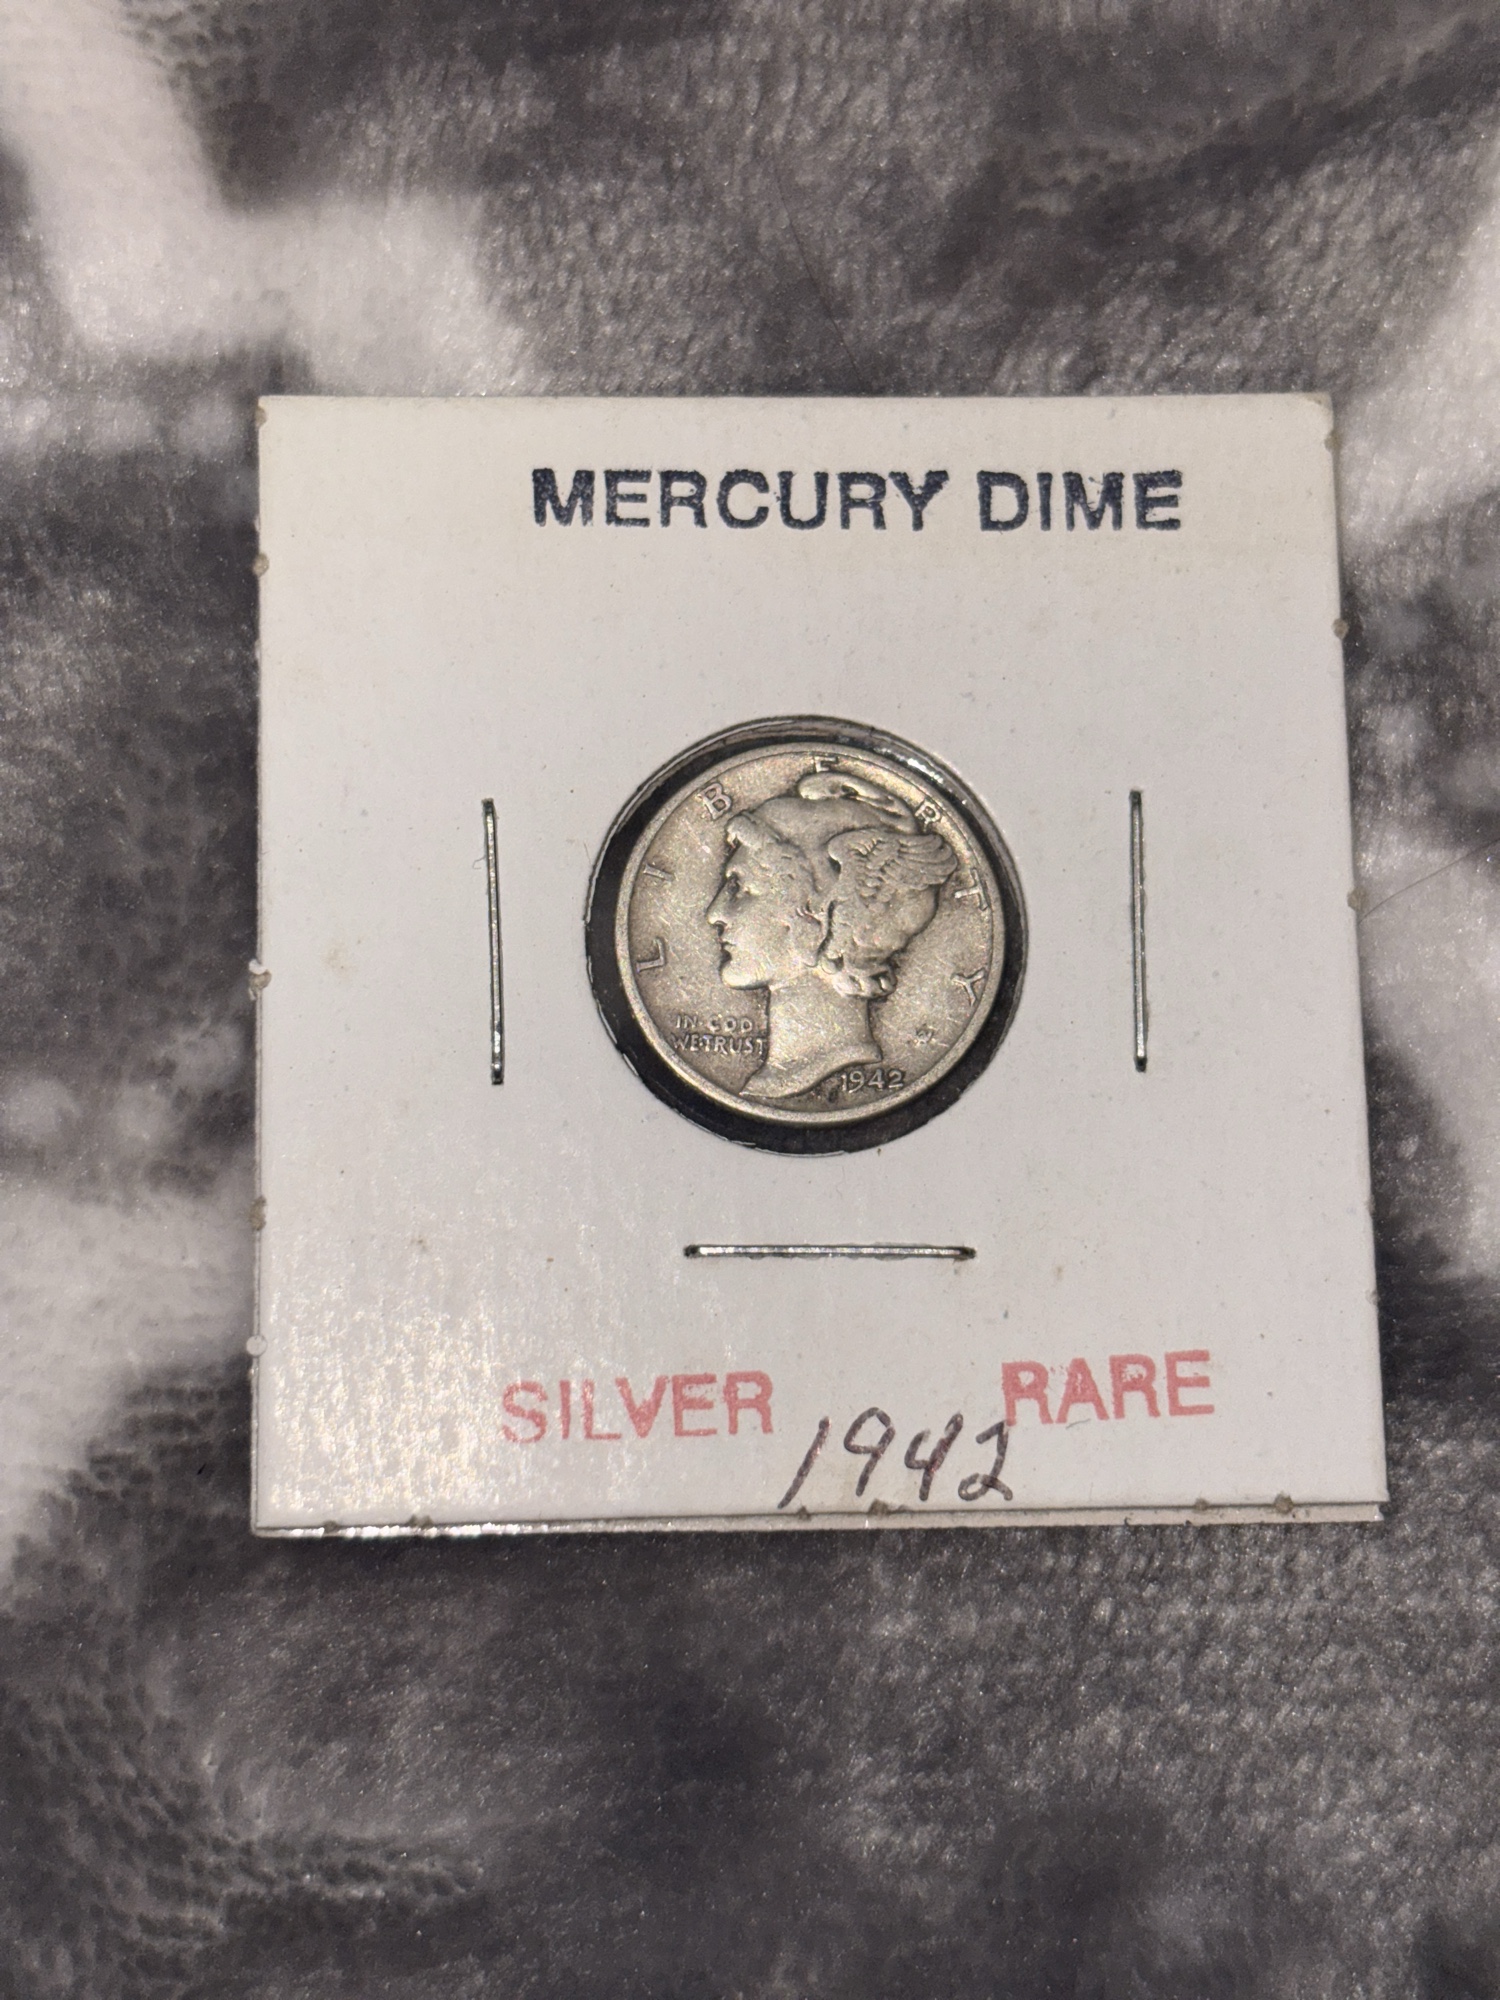 MERCURY DIME
LIBERTY
IN GOD
WE TRUST
1942
SILVER RARE
1942